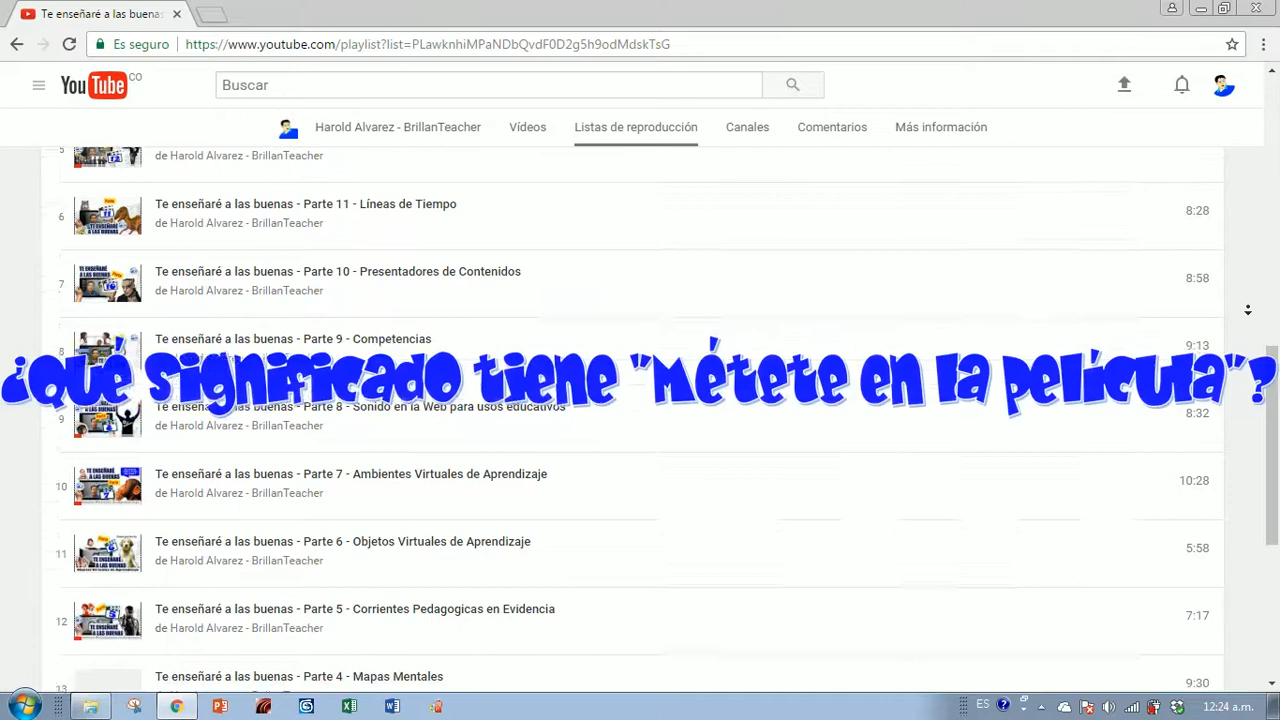 Te enseñaré a las buenas
Es seguro https://www.youtube.com/playlist?list=PLawknhiMPaNDbQvdF0D2g5h9odMdskTsG
YouTube CO
Buscar
Harold Alvarez - BrillanTeacher Vídeos Listas de reproducción Canales Comentarios Más información
5
de Harold Alvarez - BrillanTeacher
6 Te enseñaré a las buenas - Parte 11 - Líneas de Tiempo 8:28
de Harold Alvarez - BrillanTeacher
7 Te enseñaré a las buenas - Parte 10 - Presentadores de Contenido 8:58
de Harold Alvarez - BrillanTeacher
8 Te enseñaré a las buenas - Parte 9 - Competencias 9:13
¿Qué significado tiene "Métete en la película"?
9 Te enseñaré a las buenas - Parte 8 - Sonido en la Web para usos Educativos 8:32
de Harold Alvarez - BrillanTeacher
10 Te enseñaré a las buenas - Parte 7 - Ambientes Virtuales de Aprendizaje 10:28
de Harold Alvarez - BrillanTeacher
11 Te enseñaré a las buenas - Parte 6 - Objetos Virtuales de Aprendizaje 5:58
de Harold Alvarez - BrillanTeacher
12 Te enseñaré a las buenas - Parte 5 - Corrientes Pedagogicas en Evidencia 7:17
de Harold Alvarez - BrillanTeacher
13 Te enseñaré a las buenas - Parte 4 - Mapas Mentales 9:30
ES 12:24 a.m.